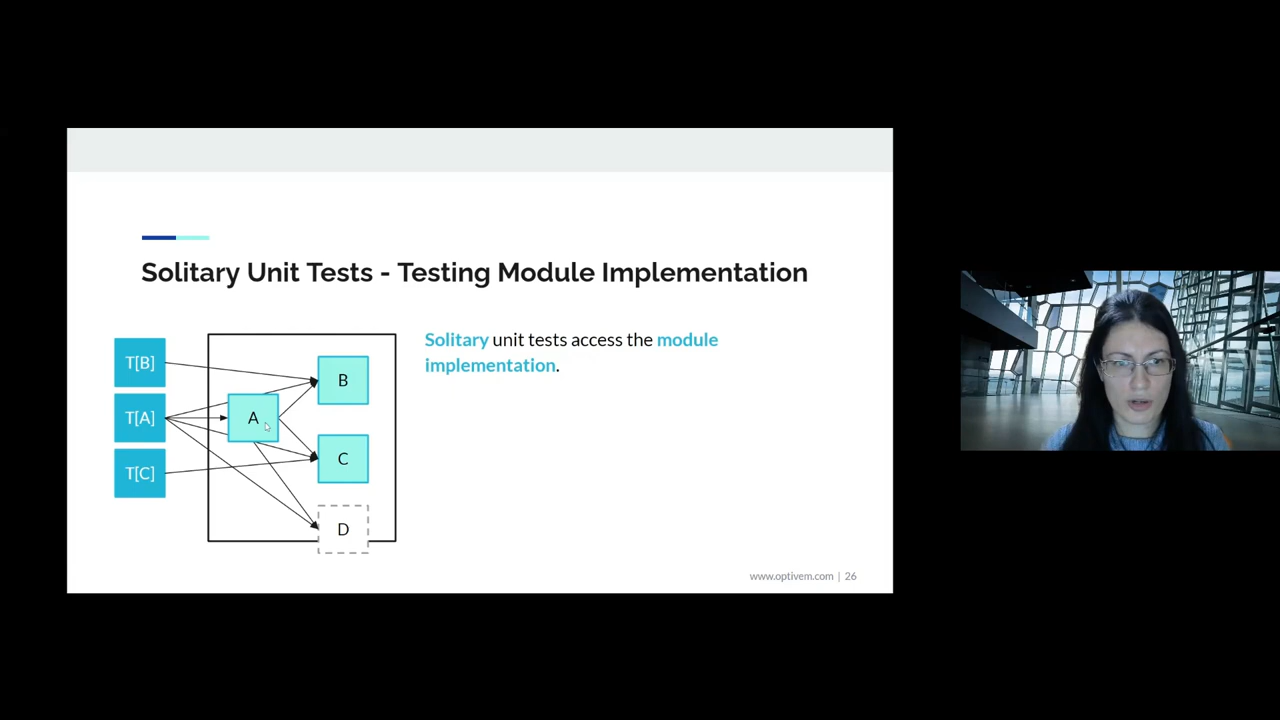 Solitary Unit Tests - Testing Module Implementation
Solitary unit tests access the module
implementation.
T[B]
T[A]
T[C]
A
B
C
D
www.optivem.com | 26